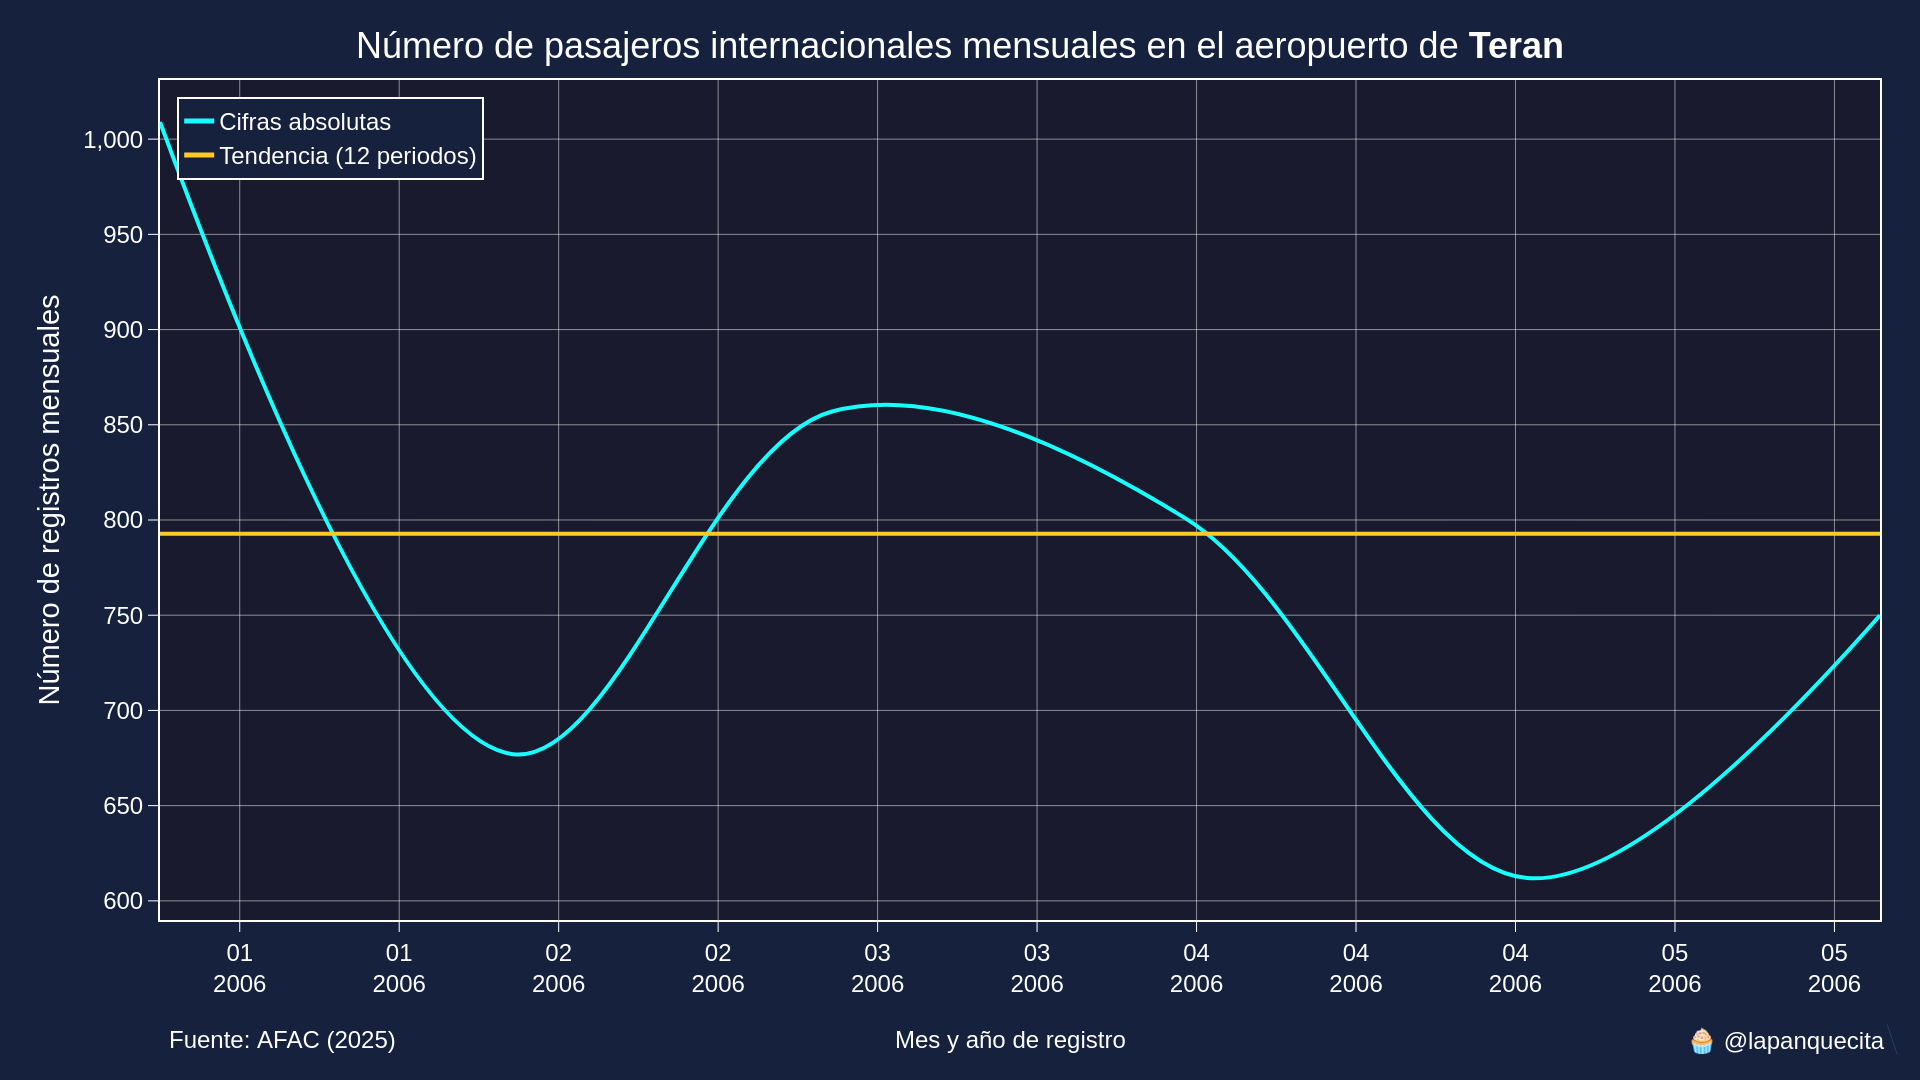 Número de pasajeros internacionales mensuales en el aeropuerto de Teran
Cifras absolutas
Tendencia (12 periodos)
Número de registros mensuales
1,000
950
900
850
800
750
700
650
600
01 01 02 02 03 03 04 04 04 05 05
2006 2006 2006 2006 2006 2006 2006 2006 2006 2006 2006
Fuente: AFAC (2025) Mes y año de registro 🧁 @lapanquecita